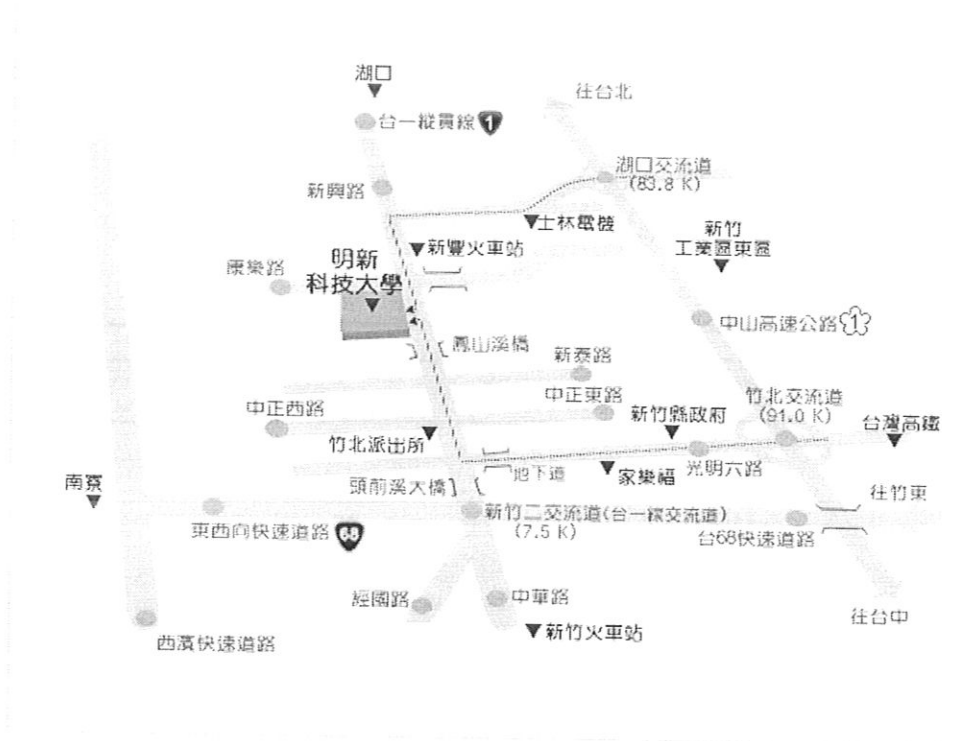 湖口
往台北
台一縱貫線 1
湖口交流道
(83.8 K)
新興路
士林電機
新竹
工業區東區
新豐火車站
康樂路
明新
科技大學
中山高速公路 1
鳳山溪橋
新泰路
中正東路
竹北交流道
(91.0 K)
中正西路
新竹縣政府
台灣高鐵
竹北派出所
光明六路
地下道
家樂福
南寮
頭前溪大橋
往竹東
新竹二交流道(台一線交流道)
(7.5 K)
東西向快速道路 68
台68快速道路
經國路
中華路
往台中
新竹火車站
西濱快速道路